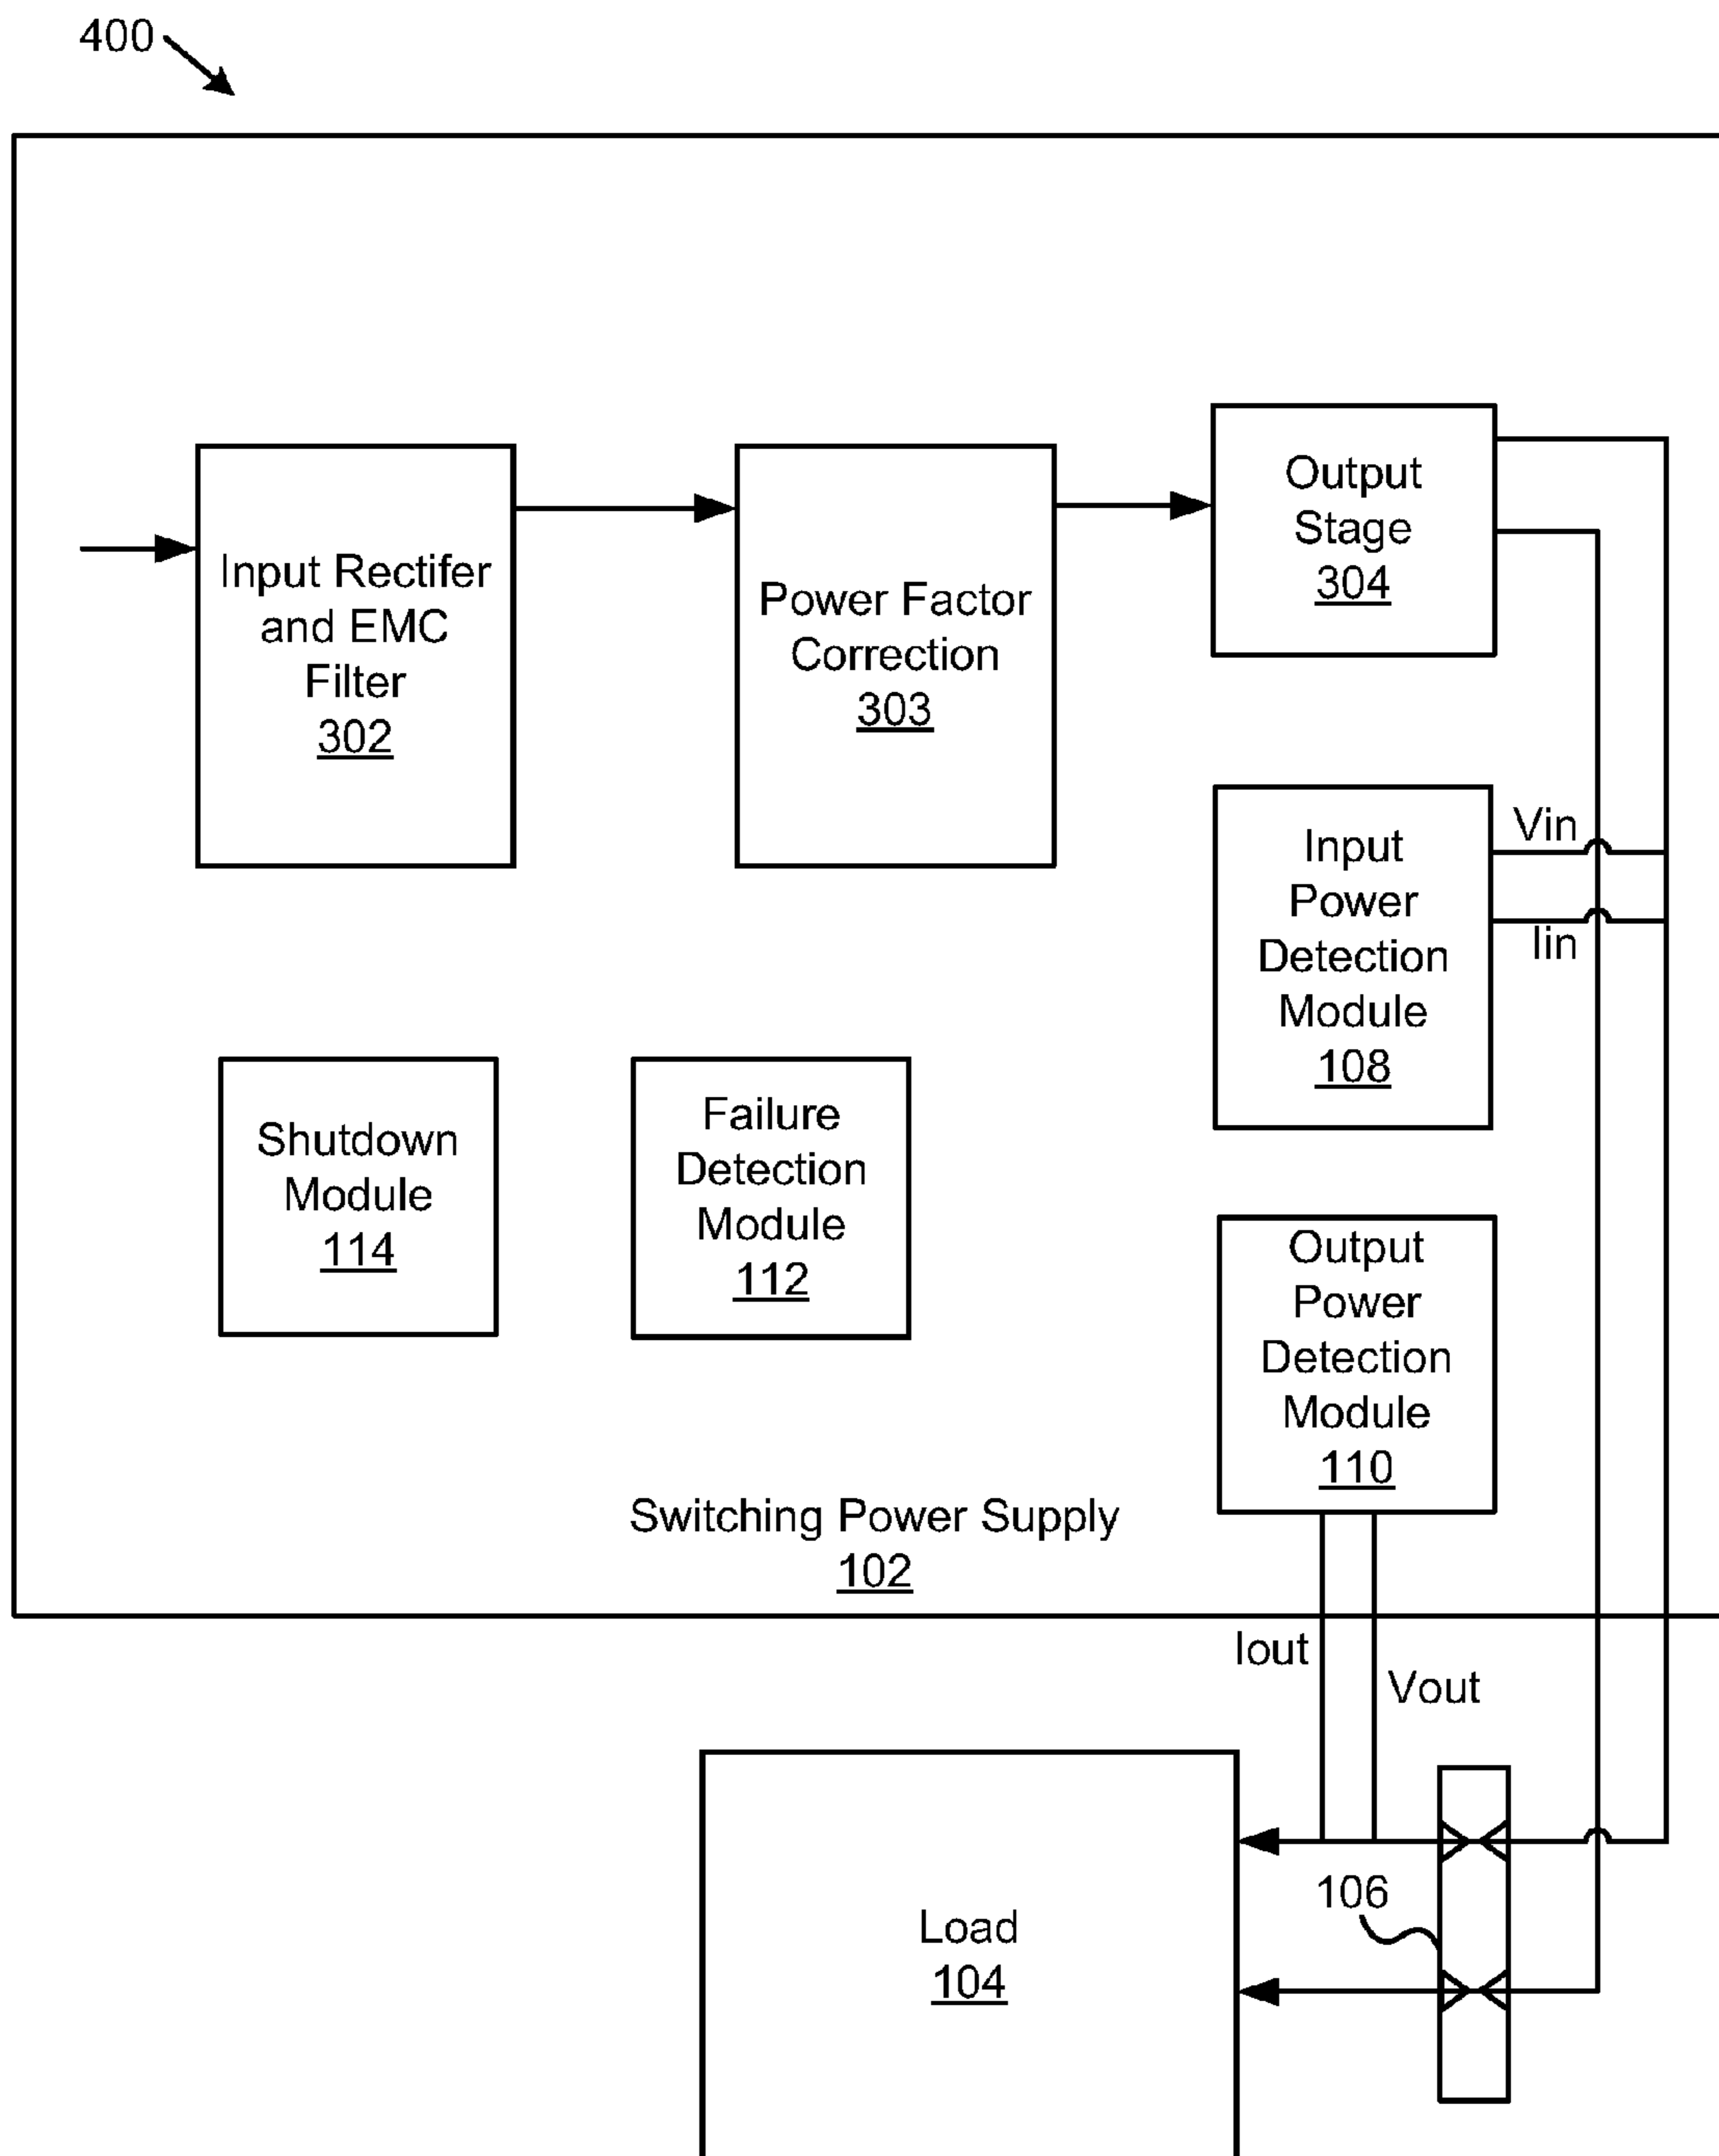 400
Input Rectifer
and EMC
Filter
302
Power Factor
Correction
303
Output
Stage
304
Input
Power
Detection
Module
108
Vin
Iin
Shutdown
Module
114
Failure
Detection
Module
112
Output
Power
Detection
Module
110
Switching Power Supply
102
Iout
Vout
106
Load
104